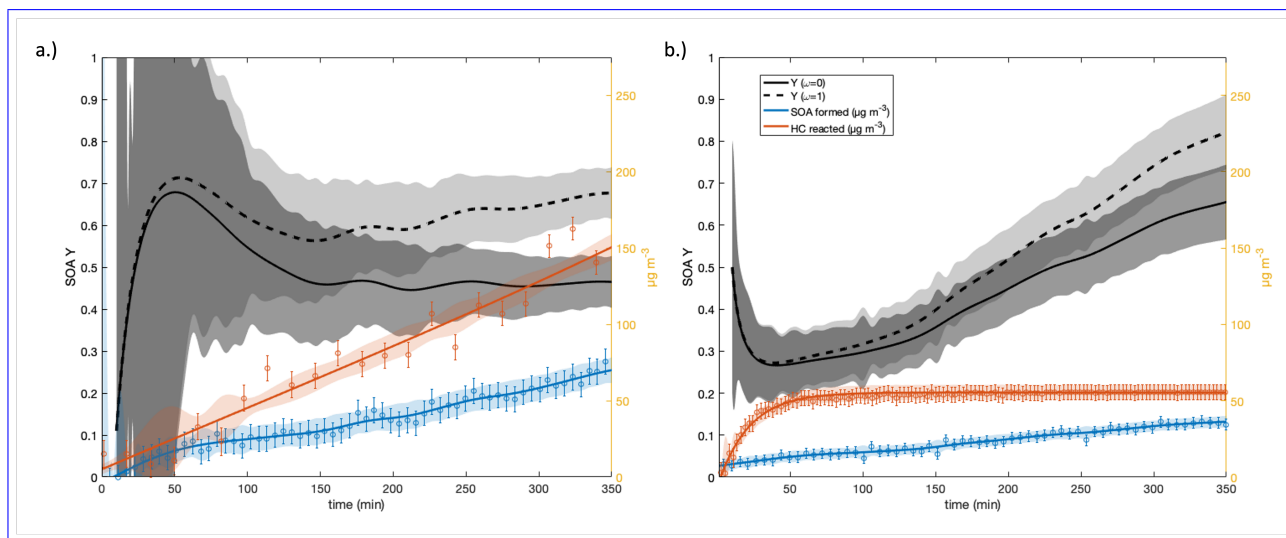 a.)
1
0.9
0.8
0.7
0.6
0.5
0.4
0.3
0.2
0.1
0
SOA Y
0 50 100 150 200 250 300 350
time (min)
250
200
150
100
50
0
µg m⁻³
b.)
1
0.9
0.8
0.7
0.6
0.5
0.4
0.3
0.2
0.1
0
SOA Y
Y (ω=0)
Y (ω=1)
SOA formed (µg m⁻³)
HC reacted (µg m⁻³)
50 100 150 200 250 300 350
time (min)
250
200
150
100
50
0
µg m⁻³